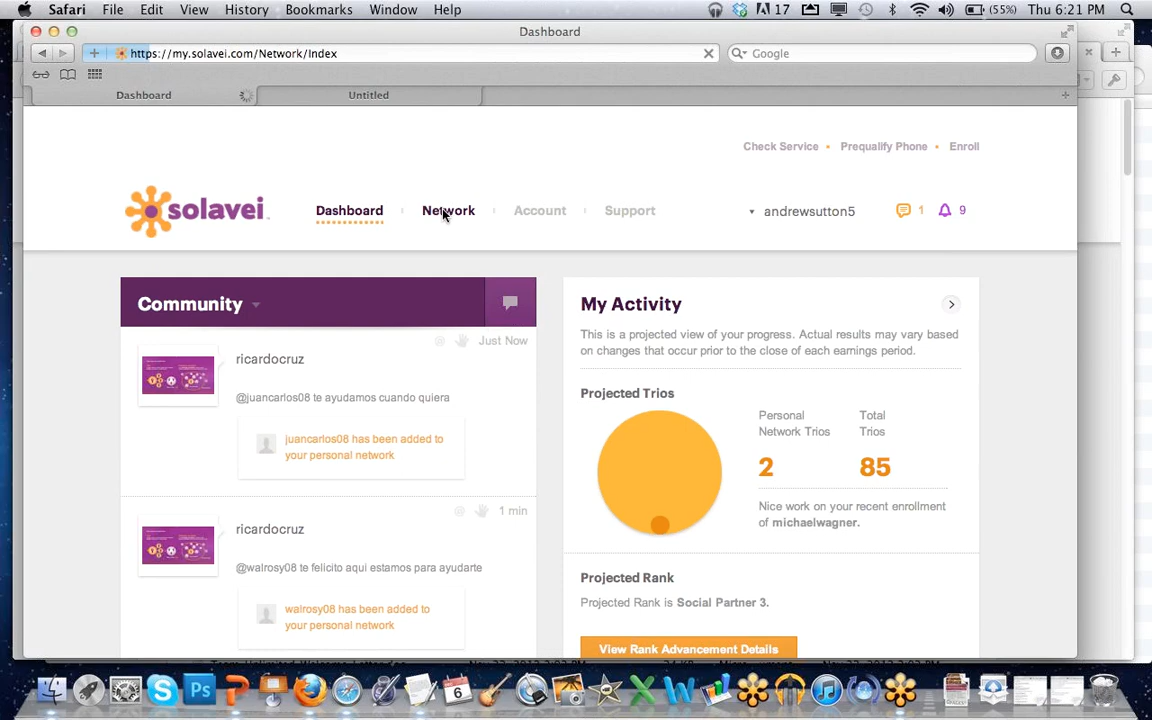 Safari File Edit View History Bookmarks Window Help 17 (55%) Thu 6:21 PM
Dashboard
https://my.solavei.com/Network/Index Google
Dashboard Untitled
Check Service • Prequalify Phone • Enroll
solavei Dashboard Network Account Support andrewsutton5 1 9
Community
Just Now
ricardocruz
@juancarlos08 te ayudamos cuando quiera
juancarlos08 has been added to
your personal network
1 min
ricardocruz
@walrosy08 te felicito aqui estamos para ayudarte
walrosy08 has been added to
your personal network
My Activity
This is a projected view of your progress. Actual results may vary based
on changes that occur prior to the close of each earnings period.
Projected Trios
Personal
Network Trios
2
Total
Trios
85
Nice work on your recent enrollment
of michaelwagner.
Projected Rank
Projected Rank is Social Partner 3.
View Rank Advancement Details
6